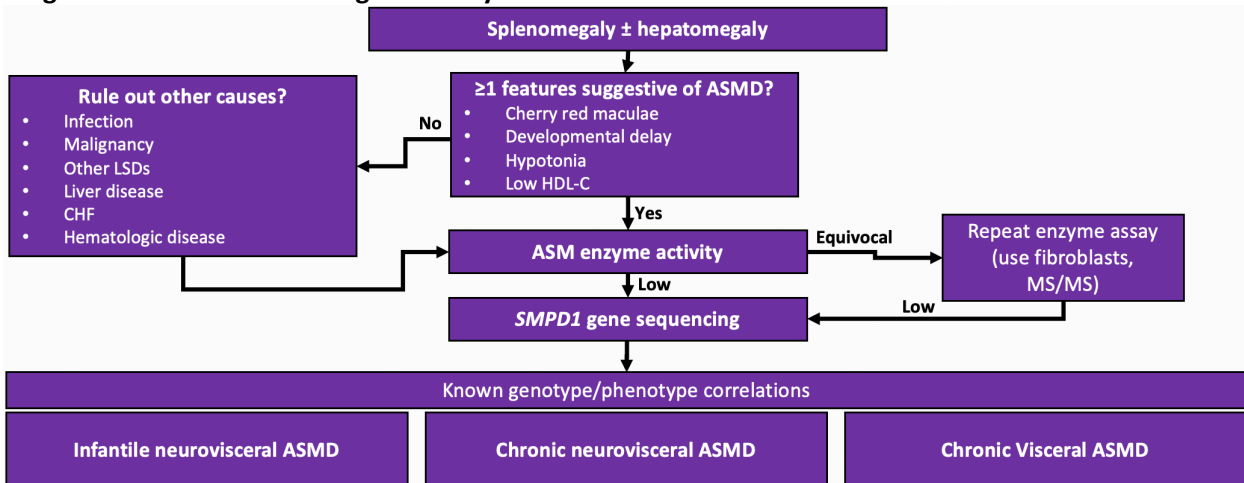 Splenomegaly ± hepatomegaly
≥1 features suggestive of ASMD?
• Cherry red maculae
• Developmental delay
• Hypotonia
• Low HDL-C
No
Rule out other causes?
• Infection
• Malignancy
• Other LSDs
• Liver disease
• CHF
• Hematologic disease
Yes
ASM enzyme activity
Equivocal
Repeat enzyme assay
(use fibroblasts,
MS/MS)
Low
Low
SMPD1 gene sequencing
Known genotype/phenotype correlations
Infantile neurovisceral ASMD
Chronic neurovisceral ASMD
Chronic Visceral ASMD